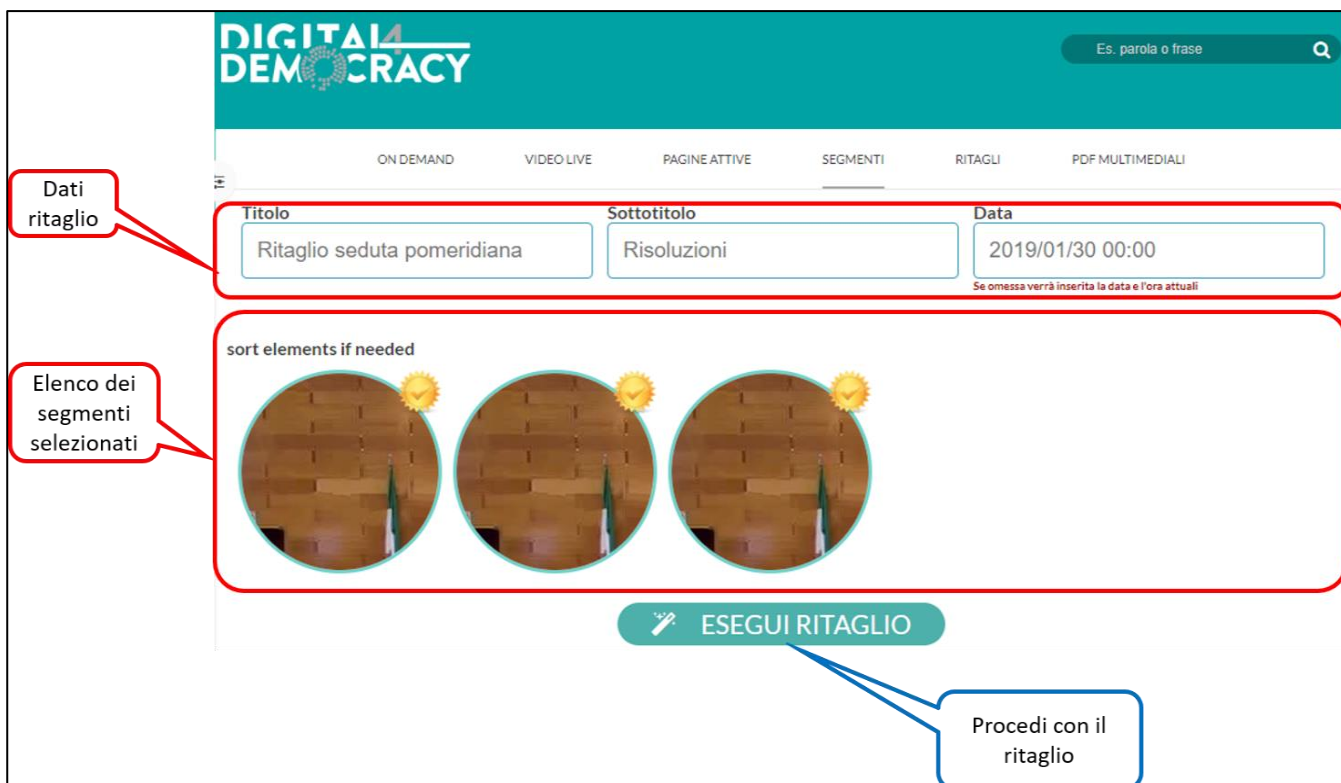 DIGITAL4
DEMOCRACY
Es. parola o frase
ON DEMAND VIDEO LIVE PAGINE ATTIVE SEGMENTI RITAGLI PDF MULTIMEDIALI
Dati
ritaglio
Titolo Sottotitolo Data
Ritaglio seduta pomeridiana Risoluzioni 2019/01/30 00:00
Se omessa verrà inserita la data e l'ora attuali
sort elements if needed
Elenco dei
segmenti
selezionati
ESEGUI RITAGLIO
Procedi con il
ritaglio